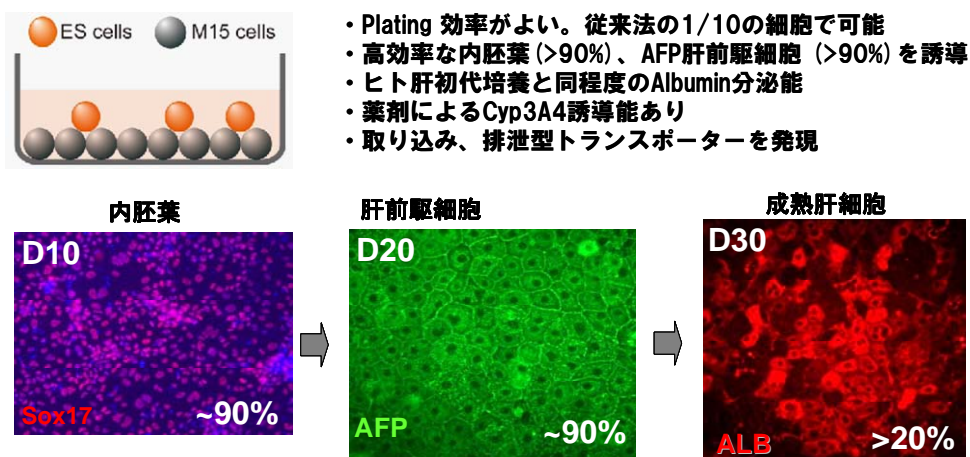 ES cells M15 cells
・Plating 効率がよい。従来法の1/10の細胞で可能
・高効率な内胚葉(>90%)、AFP肝前駆細胞 (>90%)を誘導
・ヒト肝初代培養と同程度のAlbumin分泌能
・薬剤によるCyp3A4誘導能あり
・取り込み、排泄型トランスポーターを発現
内胚葉
D10
Sox17
~90%
肝前駆細胞
D20
AFP
~90%
成熟肝細胞
D30
ALB
>20%